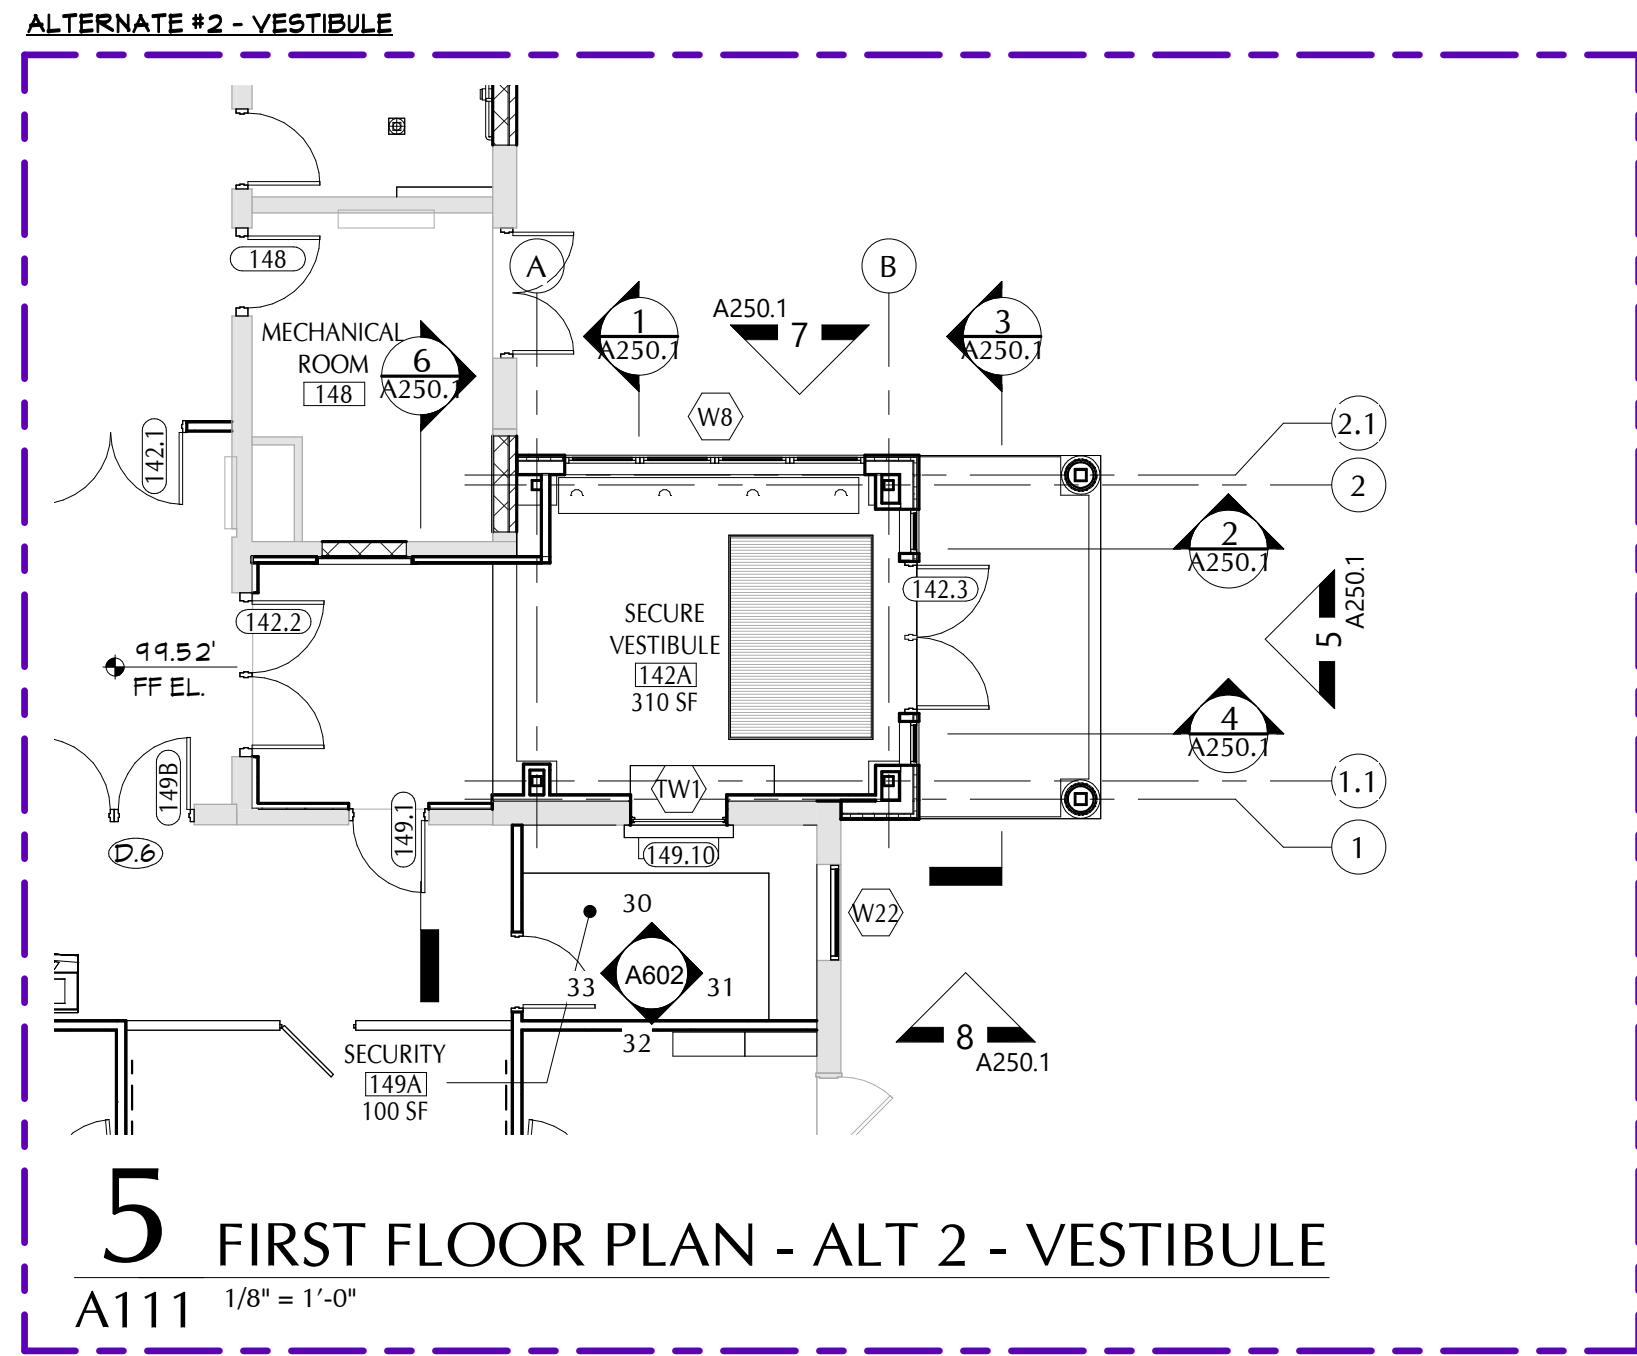 ALTERNATE #2 - VESTIBULE
148
A
B
MECHANICAL
ROOM
148
6
A250.1
1
A250.1
A250.1
7
3
A250.1
W8
2.1
2
142.1
2
A250.1
142.2
142.3
SECURE
VESTIBULE
142A
310 SF
5
A250.1
99.52'
FF EL.
4
A250.1
149B
TW1
1.1
149.1
149.10
1
D.6
30
W22
33
A602
31
32
SECURITY
149A
100 SF
8
A250.1
5
FIRST FLOOR PLAN - ALT 2 - VESTIBULE
A111
1/8" = 1'-0"